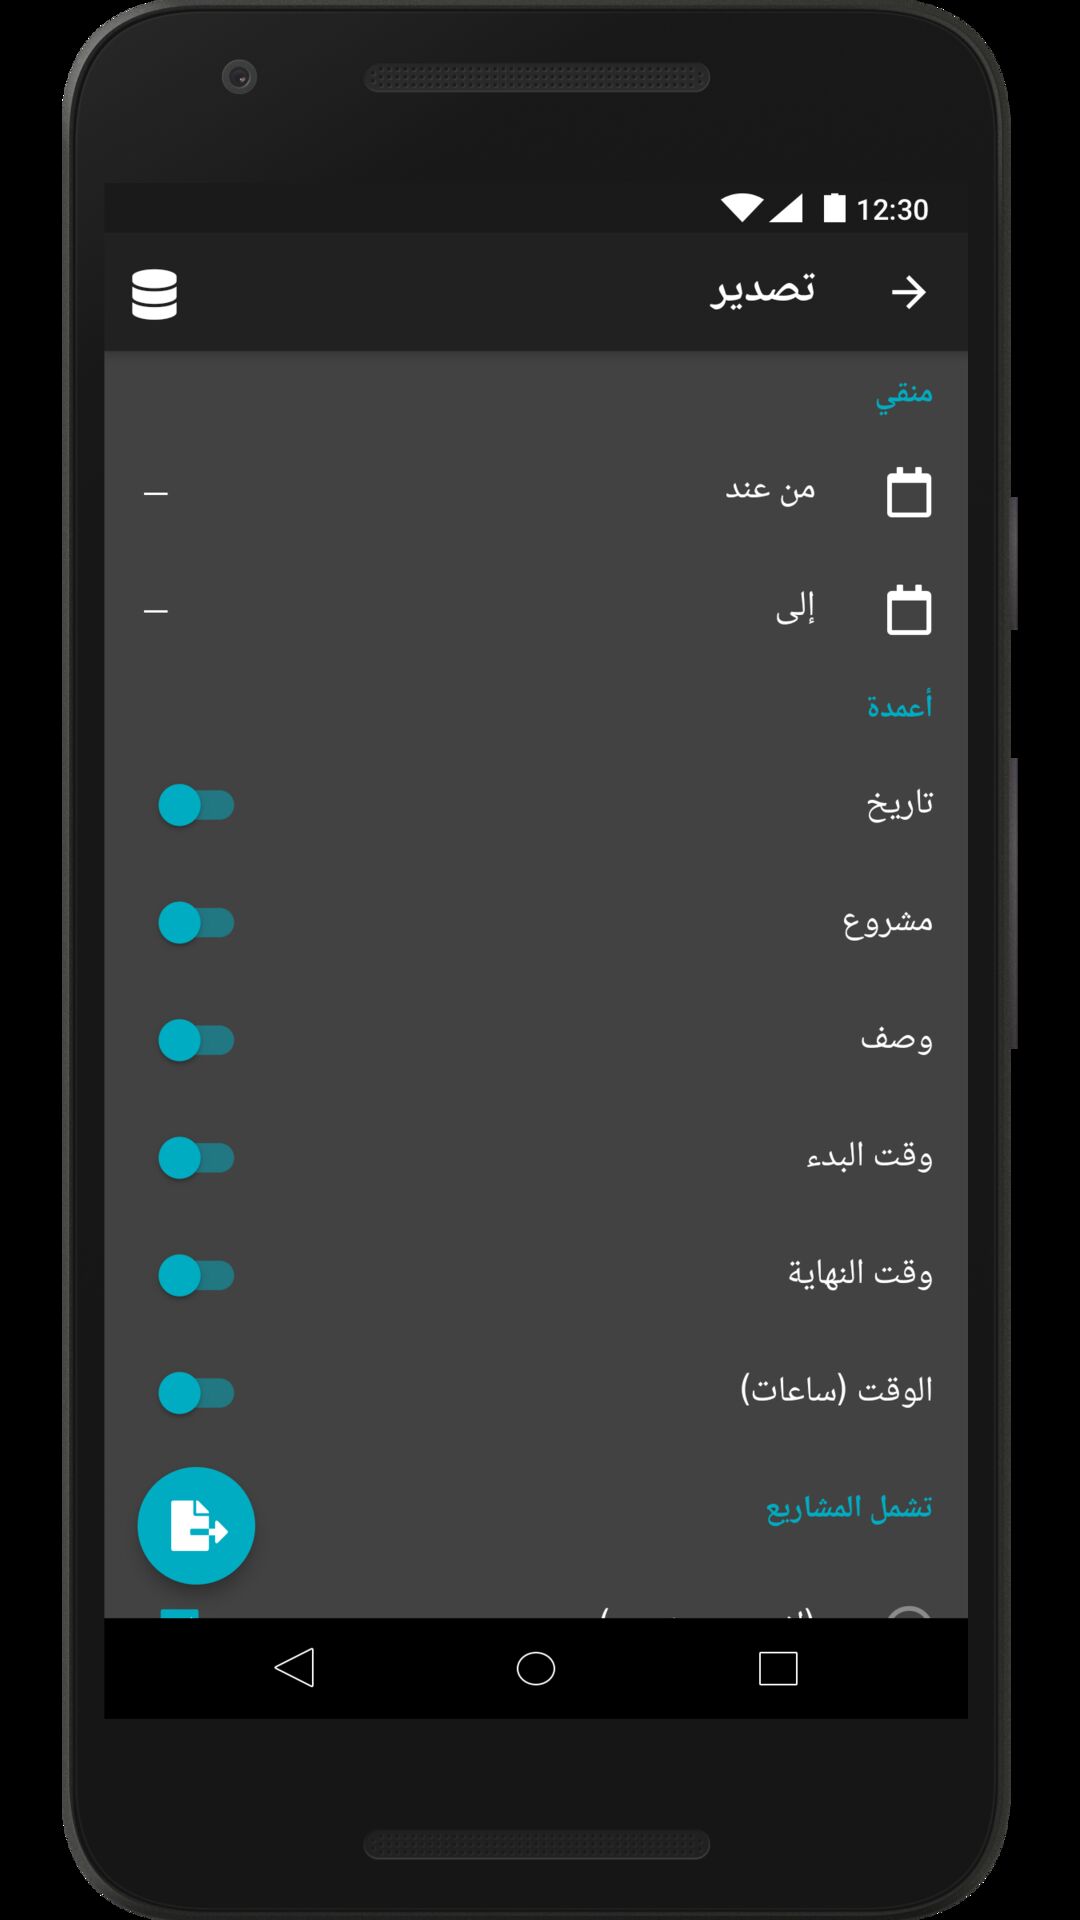 12:30
تصدير
منقي
من عند
—
إلى
—
أعمدة
تاريخ
مشروع
وصف
وقت البدء
وقت النهاية
الوقت (ساعات)
تشمل المشاريع